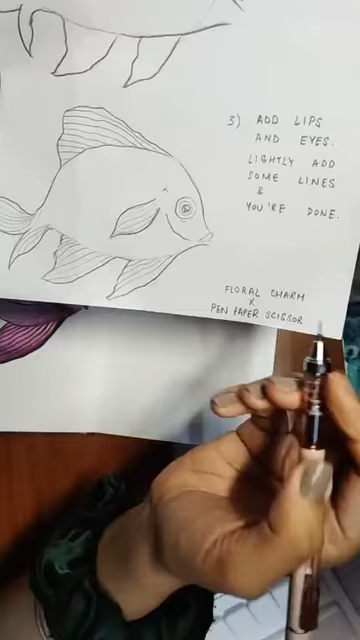 3) ADD LIPS
AND EYES.
LIGHTLY ADD
SOME LINES
&
YOU'RE DONE.
FLORAL CHARM
X
PEN PAPER SCISSOR